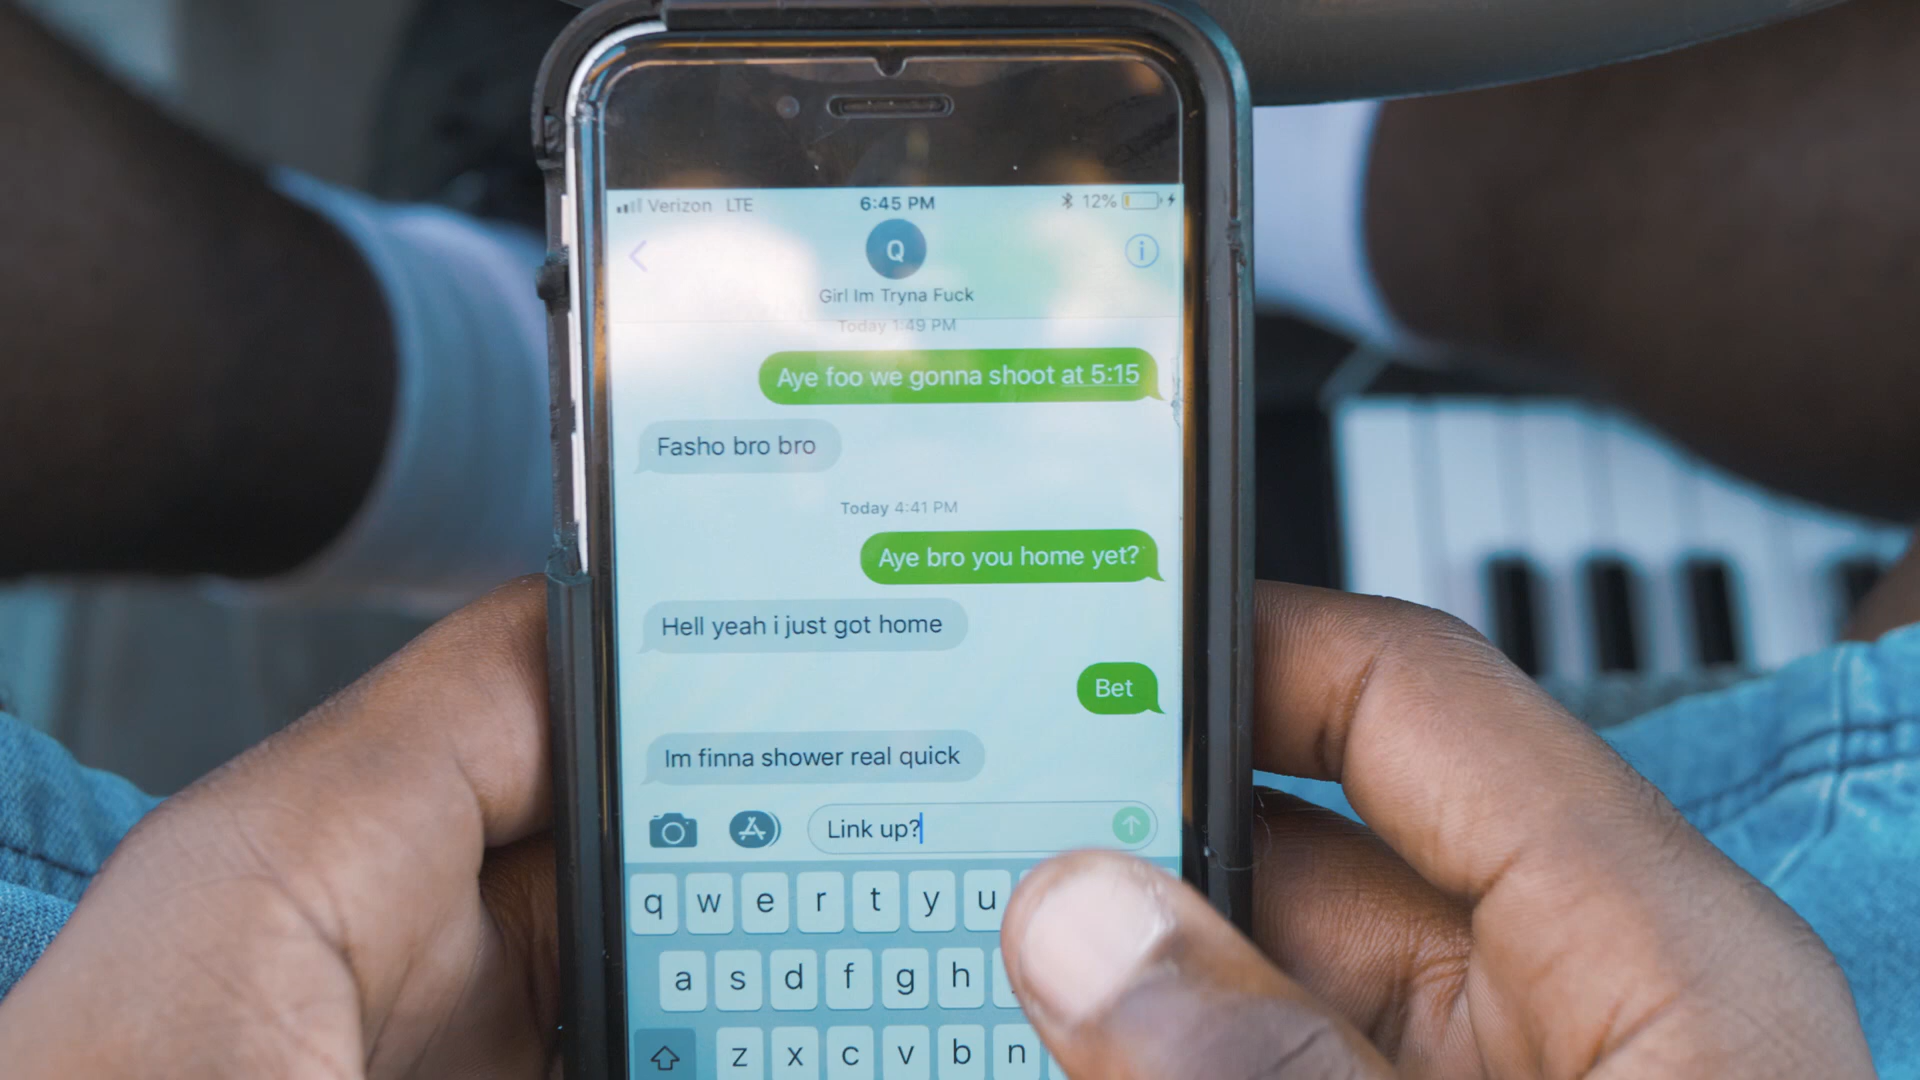 Verizon LTE 6:45 PM 12%
Q
Girl Im Tryna Fuck
Today 1:49 PM
Aye foo we gonna shoot at 5:15
Fasho bro bro
Today 4:41 PM
Aye bro you home yet?
Hell yeah i just got home
Bet
Im finna shower real quick
Link up?
q w e r t y u
a s d f g h
z x c v b n